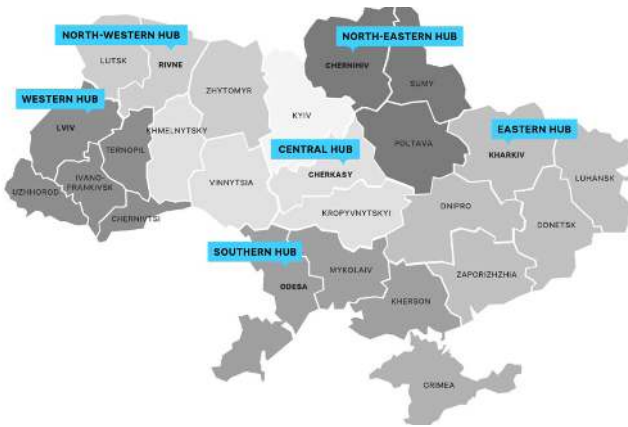 NORTH-WESTERN HUB
NORTH-EASTERN HUB
LUTSK
RIVNE
CHERNINIV
SUMY
ZHYTOMYR
WESTERN HUB
KYIV
LVIV
KHMELNYTSKY
EASTERN HUB
TERNOPIL
CENTRAL HUB
POLTAVA
KHARKIV
CHERKASY
LUHANSK
IVANO-
FRANKIVSK
UZHHOROD
VINNYTSIA
DNIPRO
CHERNIVTSI
KROPYVNYTSKYI
DONETSK
SOUTHERN HUB
MYKOLAIV
ZAPORIZHZHIA
ODESA
KHERSON
CRIMEA